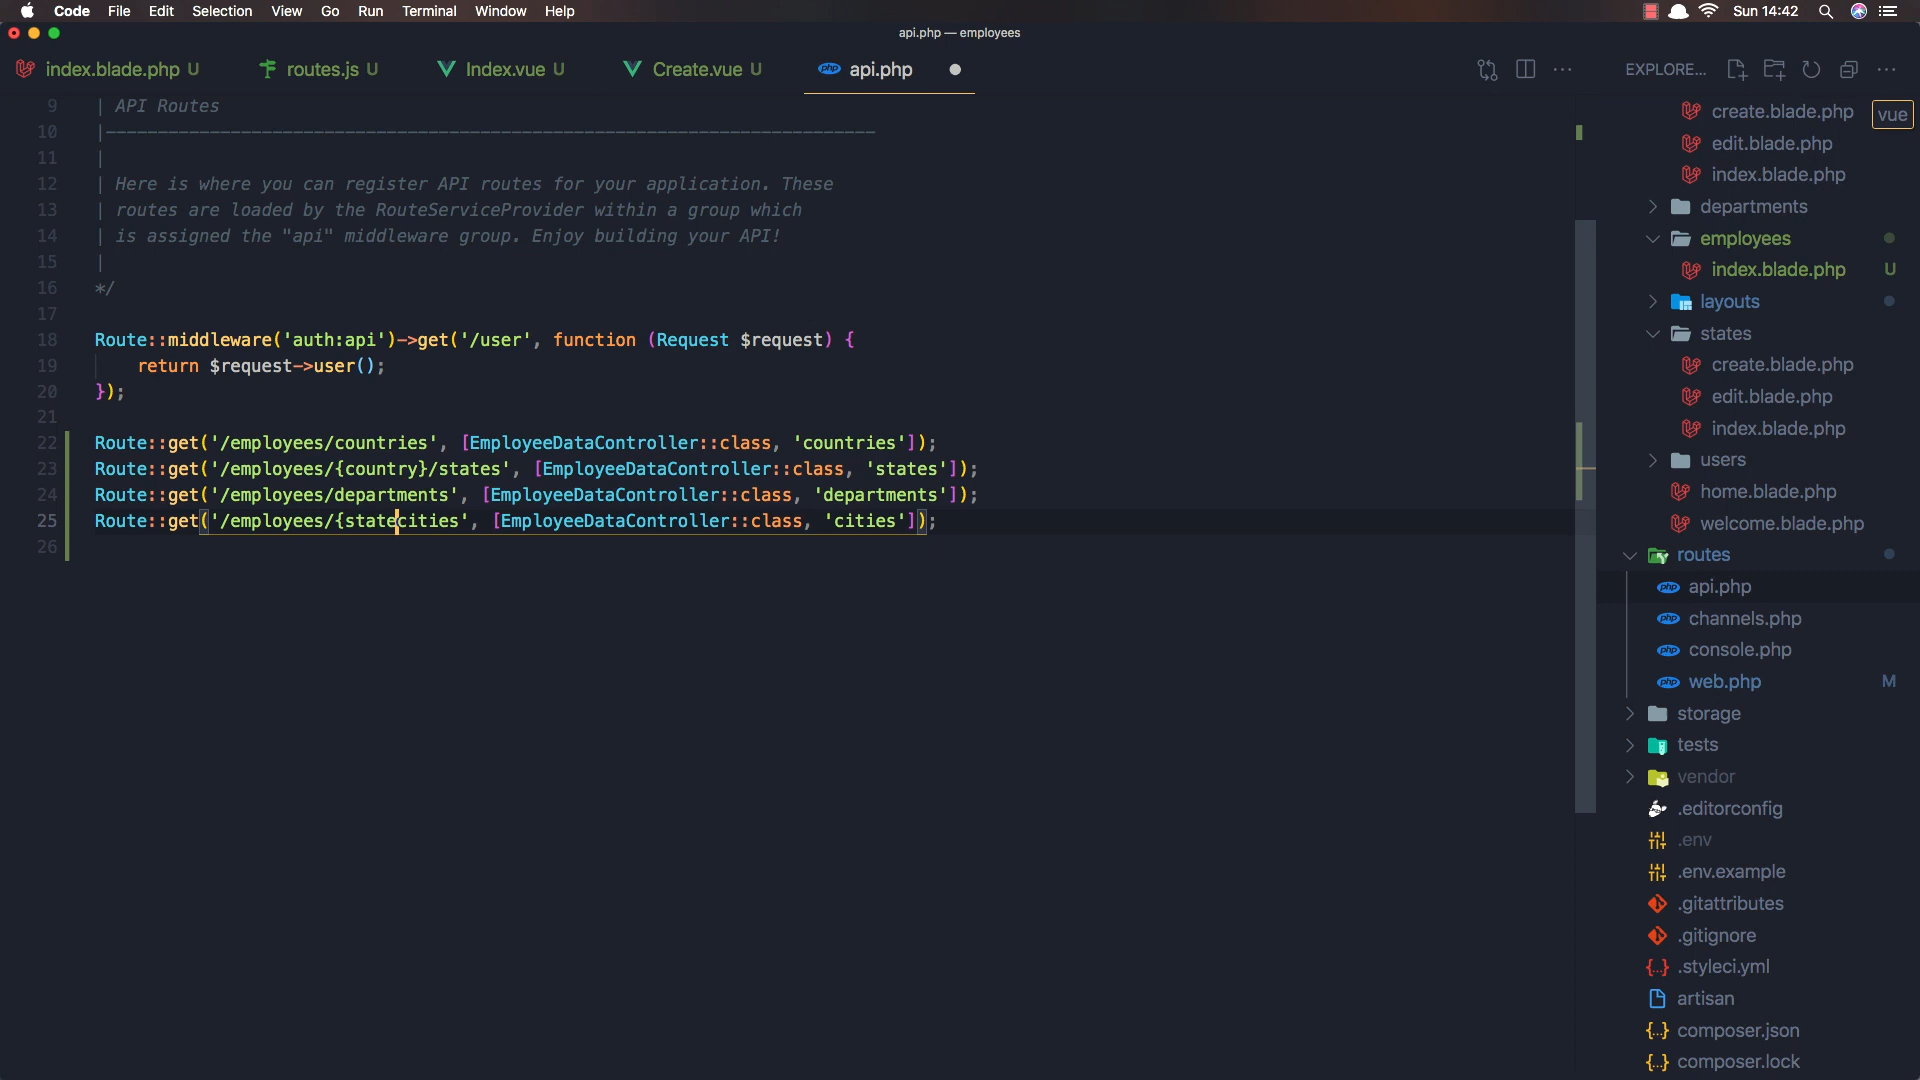 Code File Edit Selection View Go Run Terminal Window Help Sun 14:42
api.php — employees
index.blade.php U routes.js U Index.vue U Create.vue U php api.php EXPLORE...
9 | API Routes
10 |--------------------------------------------------------------------------
11 |
12 | Here is where you can register API routes for your application. These
13 | routes are loaded by the RouteServiceProvider within a group which
14 | is assigned the "api" middleware group. Enjoy building your API!
15 |
16 */
17
18 Route::middleware('auth:api')->get('/user', function (Request $request) {
19 return $request->user();
20 });
21
22 Route::get('/employees/countries', [EmployeeDataController::class, 'countries']);
23 Route::get('/employees/{country}/states', [EmployeeDataController::class, 'states']);
24 Route::get('/employees/departments', [EmployeeDataController::class, 'departments']);
25 Route::get('/employees/{statecities', [EmployeeDataController::class, 'cities']);
26
create.blade.php vue
edit.blade.php
index.blade.php
departments
employees
index.blade.php U
layouts
states
create.blade.php
edit.blade.php
index.blade.php
users
home.blade.php
welcome.blade.php
routes
php api.php
php channels.php
php console.php
php web.php M
storage
tests
vendor
.editorconfig
.env
.env.example
.gitattributes
.gitignore
{..} .styleci.yml
artisan
{..} composer.json
{..} composer.lock